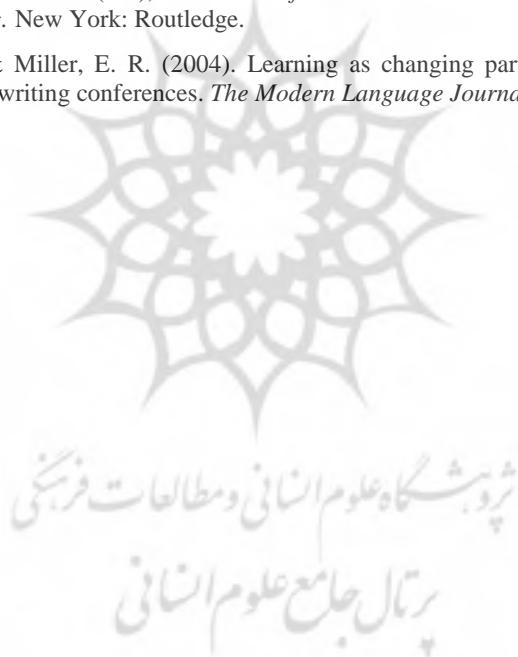 . New York: Routledge.
Miller, E. R. (2004). Learning as changing par
writing conferences. The Modern Language Journa
پژوهشگاه علوم انسانی و مطالعات فرهنگی
پرتال جامع علوم انسانی